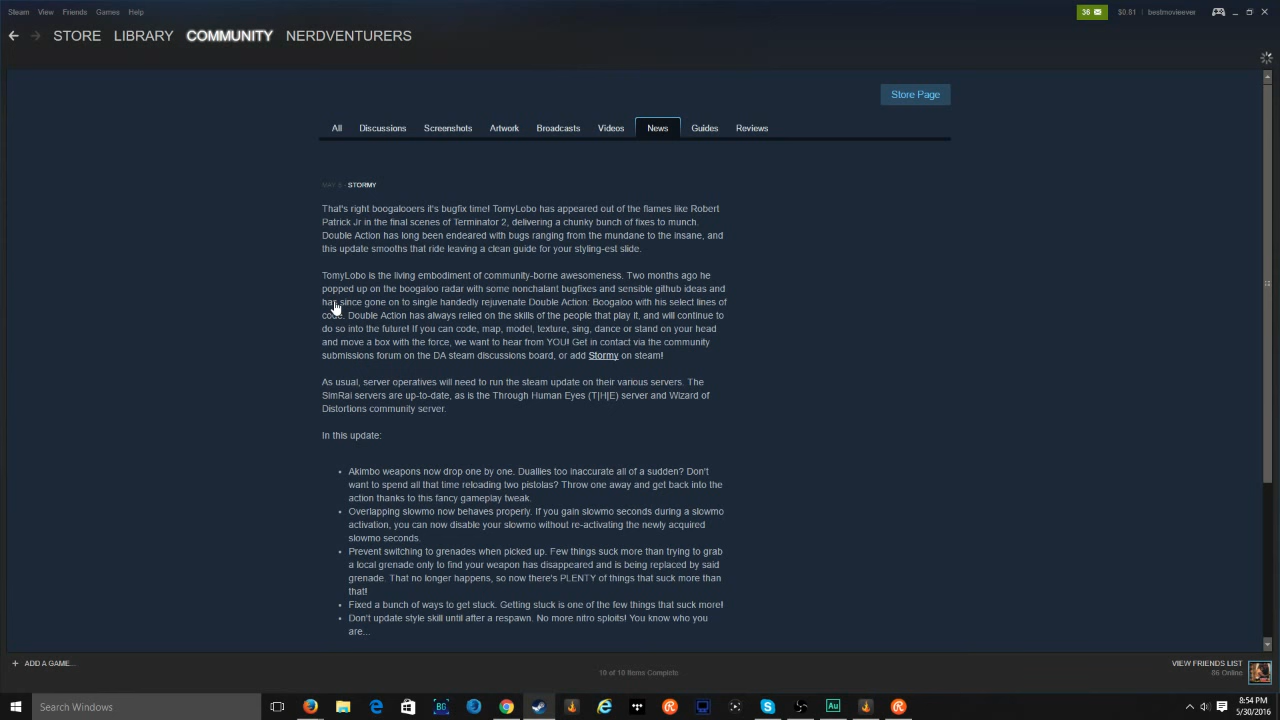 Steam View Friends Games Help 36 $0.81 bestmovieever
STORE LIBRARY COMMUNITY NERDVENTURERS
Store Page
All Discussions Screenshots Artwork Broadcasts Videos News Guides Reviews
MAY 5 - STORMY
That's right boogalooers it's bugfix time! TomyLobo has appeared out of the flames like Robert
Patrick Jr in the final scenes of Terminator 2, delivering a chunky bunch of fixes to munch.
Double Action has long been endeared with bugs ranging from the mundane to the insane, and
this update smooths that ride leaving a clean guide for your styling-est slide.
TomyLobo is the living embodiment of community-borne awesomeness. Two months ago he
popped up on the boogaloo radar with some nonchalant bugfixes and sensible github ideas and
has since gone on to single handedly rejuvenate Double Action: Boogaloo with his select lines of
code. Double Action has always relied on the skills of the people that play it, and will continue to
do so into the future! If you can code, map, model, texture, sing, dance or stand on your head
and move a box with the force, we want to hear from YOU! Get in contact via the community
submissions forum on the DA steam discussions board, or add Stormy on steam!
As usual, server operatives will need to run the steam update on their various servers. The
SimRai servers are up-to-date, as is the Through Human Eyes (T|H|E) server and Wizard of
Distortions community server.
In this update:
• Akimbo weapons now drop one by one. Duallies too inaccurate all of a sudden? Don't
want to spend all that time reloading two pistolas? Throw one away and get back into the
action thanks to this fancy gameplay tweak.
• Overlapping slowmo now behaves properly. If you gain slowmo seconds during a slowmo
activation, you can now disable your slowmo without re-activating the newly acquired
slowmo seconds.
• Prevent switching to grenades when picked up. Few things suck more than trying to grab
a local grenade only to find your weapon has disappeared and is being replaced by said
grenade. That no longer happens, so now there's PLENTY of things that suck more than
that!
• Fixed a bunch of ways to get stuck. Getting stuck is one of the few things that suck more!
• Don't update style skill until after a respawn. No more nitro sploits! You know who you
are...
+ ADD A GAME...
10 of 10 Items Complete
VIEW FRIENDS LIST
86 Online
Search Windows
BG
Au
8:54 PM
5/30/2016